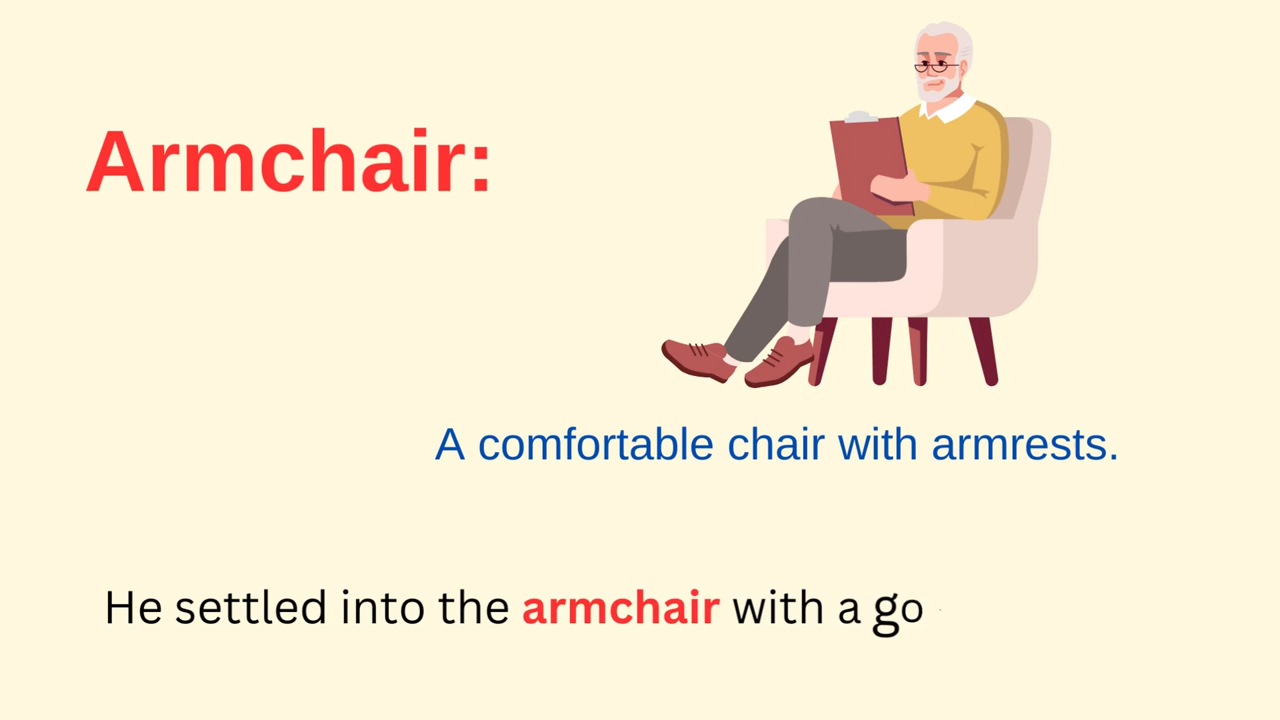 Armchair:
A comfortable chair with armrests.
He settled into the armchair with a go